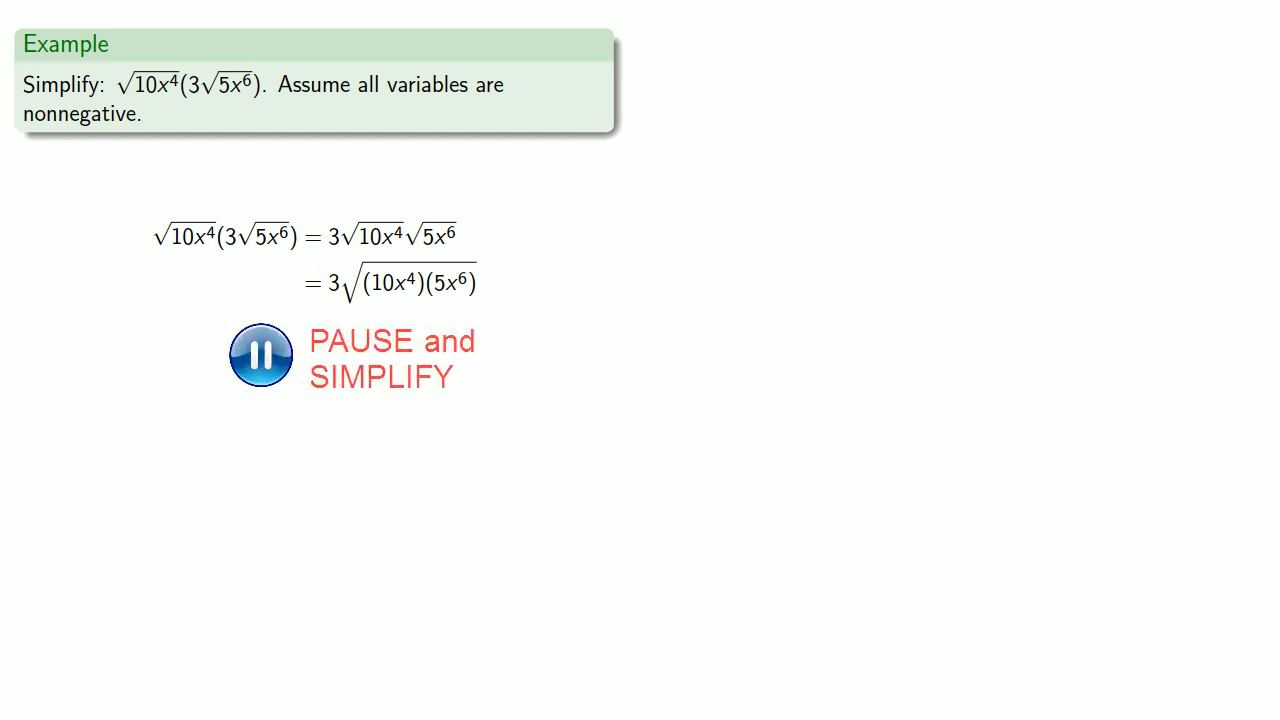 Example
Simplify: √10x⁴(3√5x⁶). Assume all variables are
nonnegative.
√10x⁴(3√5x⁶) = 3√10x⁴√5x⁶
= 3√(10x⁴)(5x⁶)
PAUSE and
SIMPLIFY